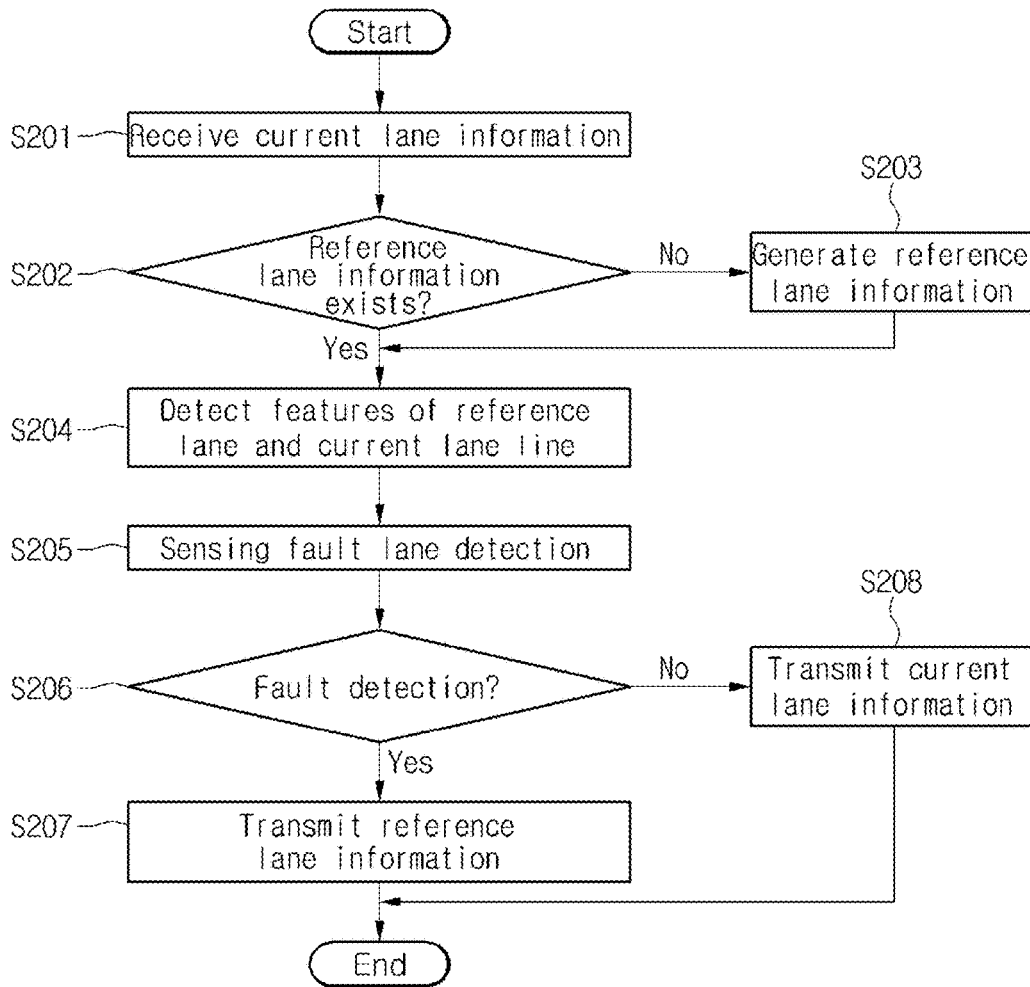 Start
S201
Receive current lane information
S203
S202
Reference
lane information
exists?
No
Generate reference
lane information
Yes
S204
Detect features of reference
lane and current lane line
S205
Sensing fault lane detection
S208
S206
Fault detection?
No
Transmit current
lane information
Yes
S207
Transmit reference
lane information
End